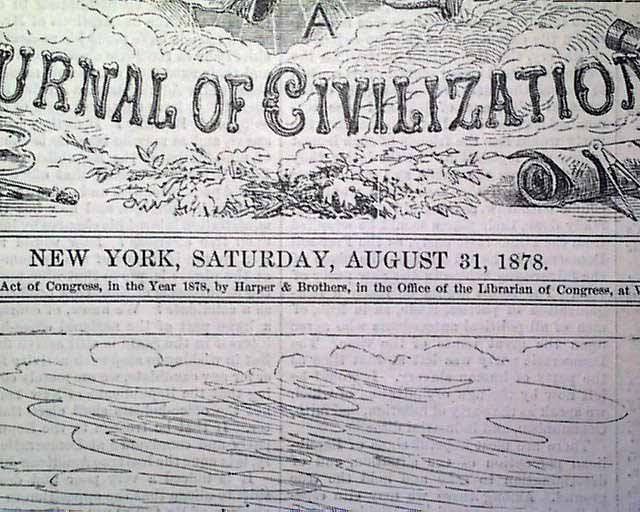 A
URNAL OF CIVILIZATION
NEW YORK, SATURDAY, AUGUST 31, 1878.
Act of Congress, in the Year 1878, by Harper & Brothers, in the Office of the Librarian of Congress, at W